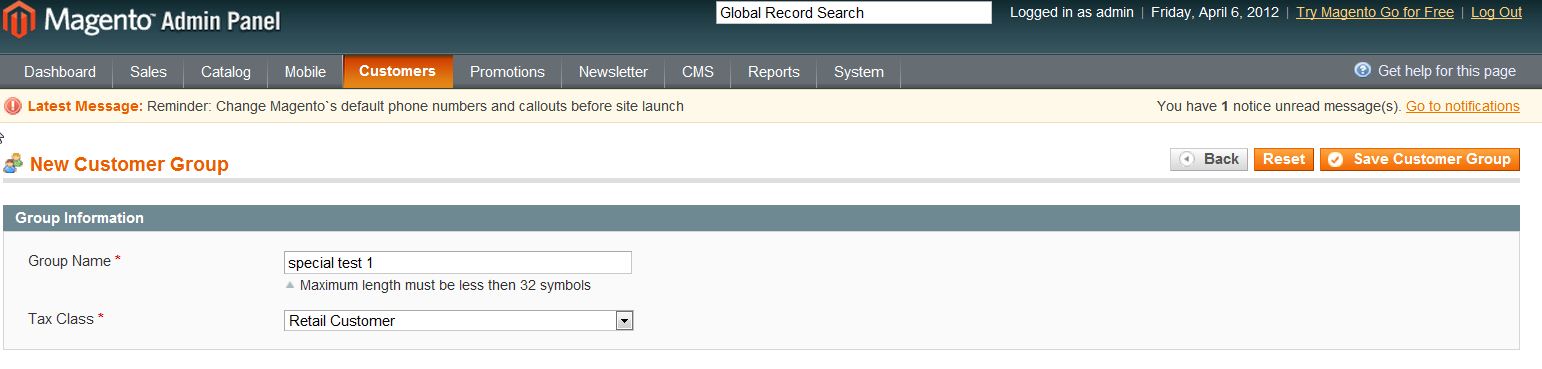 Magento Admin Panel
Global Record Search
Logged in as admin | Friday, April 6, 2012 | Try Magento Go for Free | Log Out
Dashboard Sales Catalog Mobile Customers Promotions Newsletter CMS Reports System Get help for this page
Latest Message: Reminder: Change Magento`s default phone numbers and callouts before site launch You have 1 notice unread message(s). Go to notifications
New Customer Group Back Reset Save Customer Group
Group Information
Group Name * special test 1
Maximum length must be less then 32 symbols
Tax Class * Retail Customer